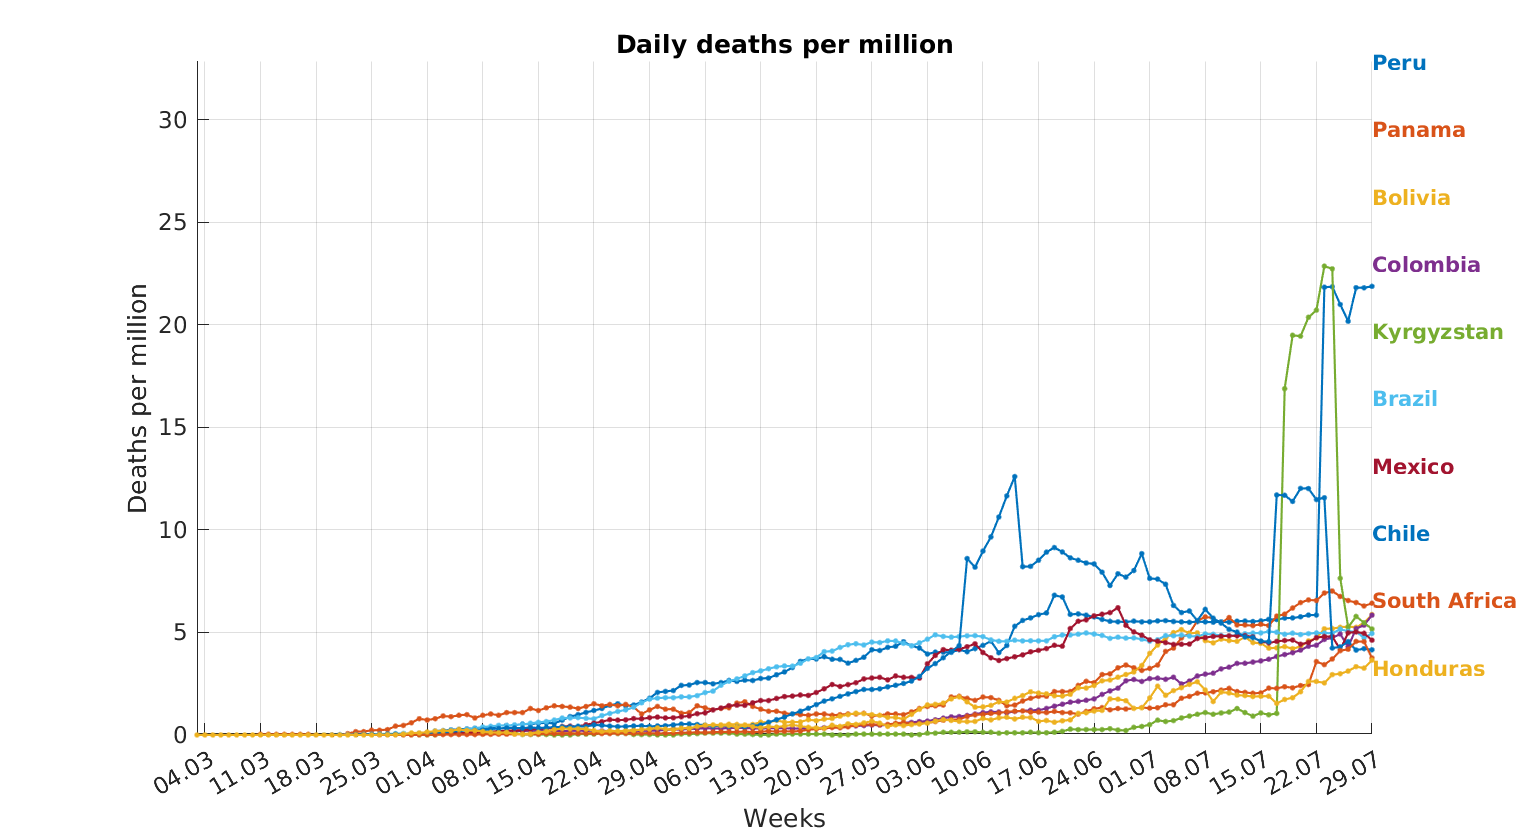 Daily deaths per million
Peru
30
Panama
25
Bolivia
Colombia
20
Kyrgyzstan
Deaths per million
15
Brazil
Mexico
10
Chile
5
South Africa
Honduras
0
04.03 11.03 18.03 25.03 01.04 08.04 15.04 22.04 29.04 06.05 13.05 20.05 27.05 03.06 10.06 17.06 24.06 01.07 08.07 15.07 22.07 29.07
Weeks